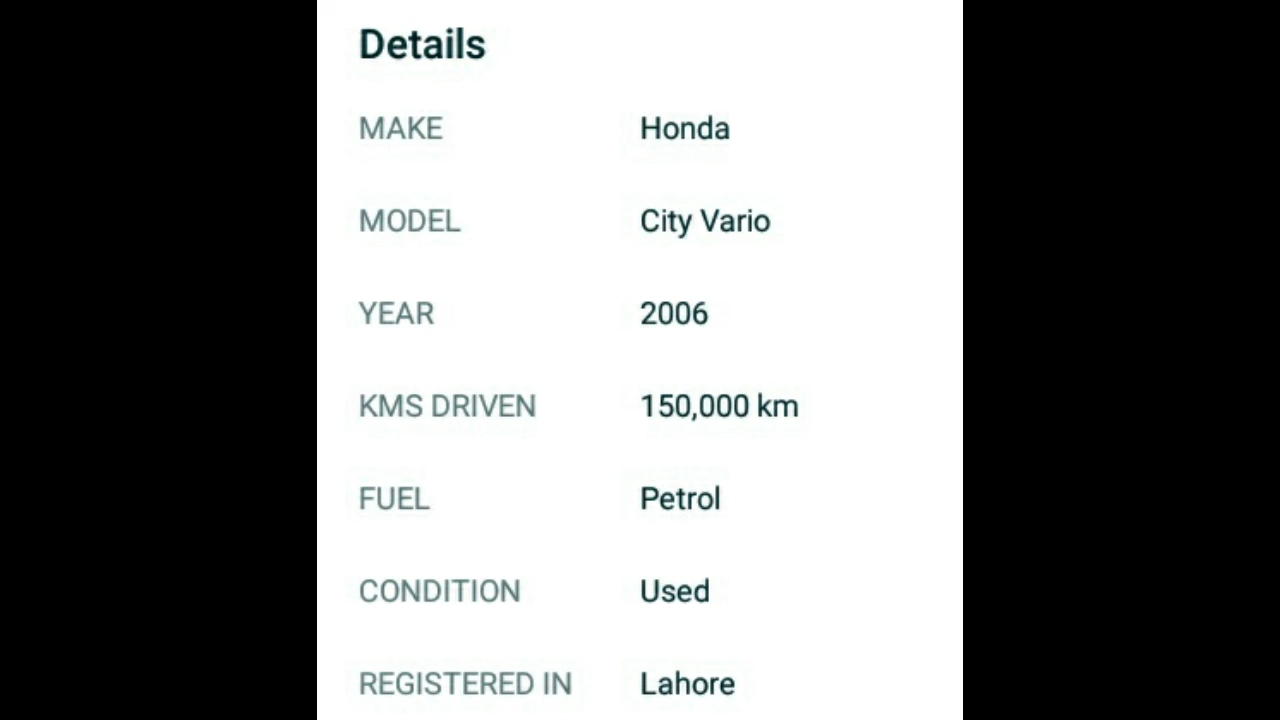 Details
MAKE Honda
MODEL City Vario
YEAR 2006
KMS DRIVEN 150,000 km
FUEL Petrol
CONDITION Used
REGISTERED IN Lahore